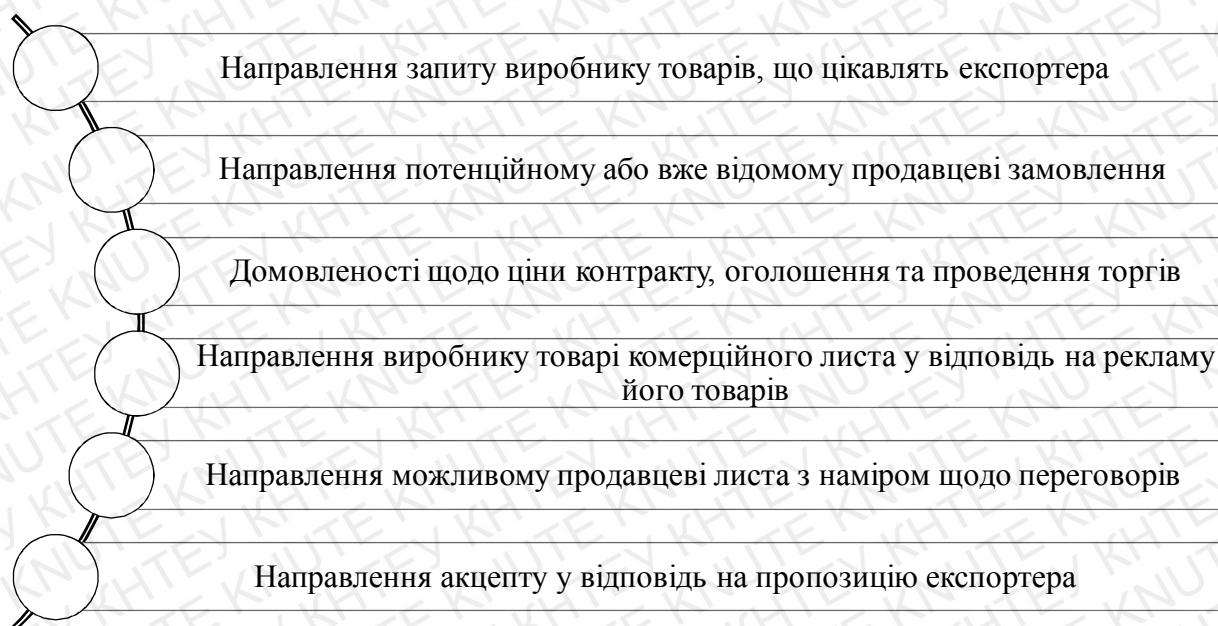 Направлення запиту виробнику товарів, що цікавлять експортера
Направлення потенційному або вже відомому продавцеві замовлення
Домовленості щодо ціни контракту, оголошення та проведення торгів
Направлення виробнику товарі комерційного листа у відповідь на рекламу
його товарів
Направлення можливому продавцеві листа з наміром щодо переговорів
Направлення акцепту у відповідь на пропозицію експортера